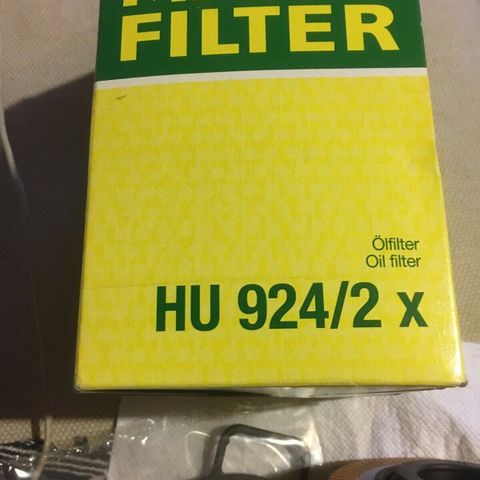 FILTER
Ölfilter
Oil filter
HU 924/2 x